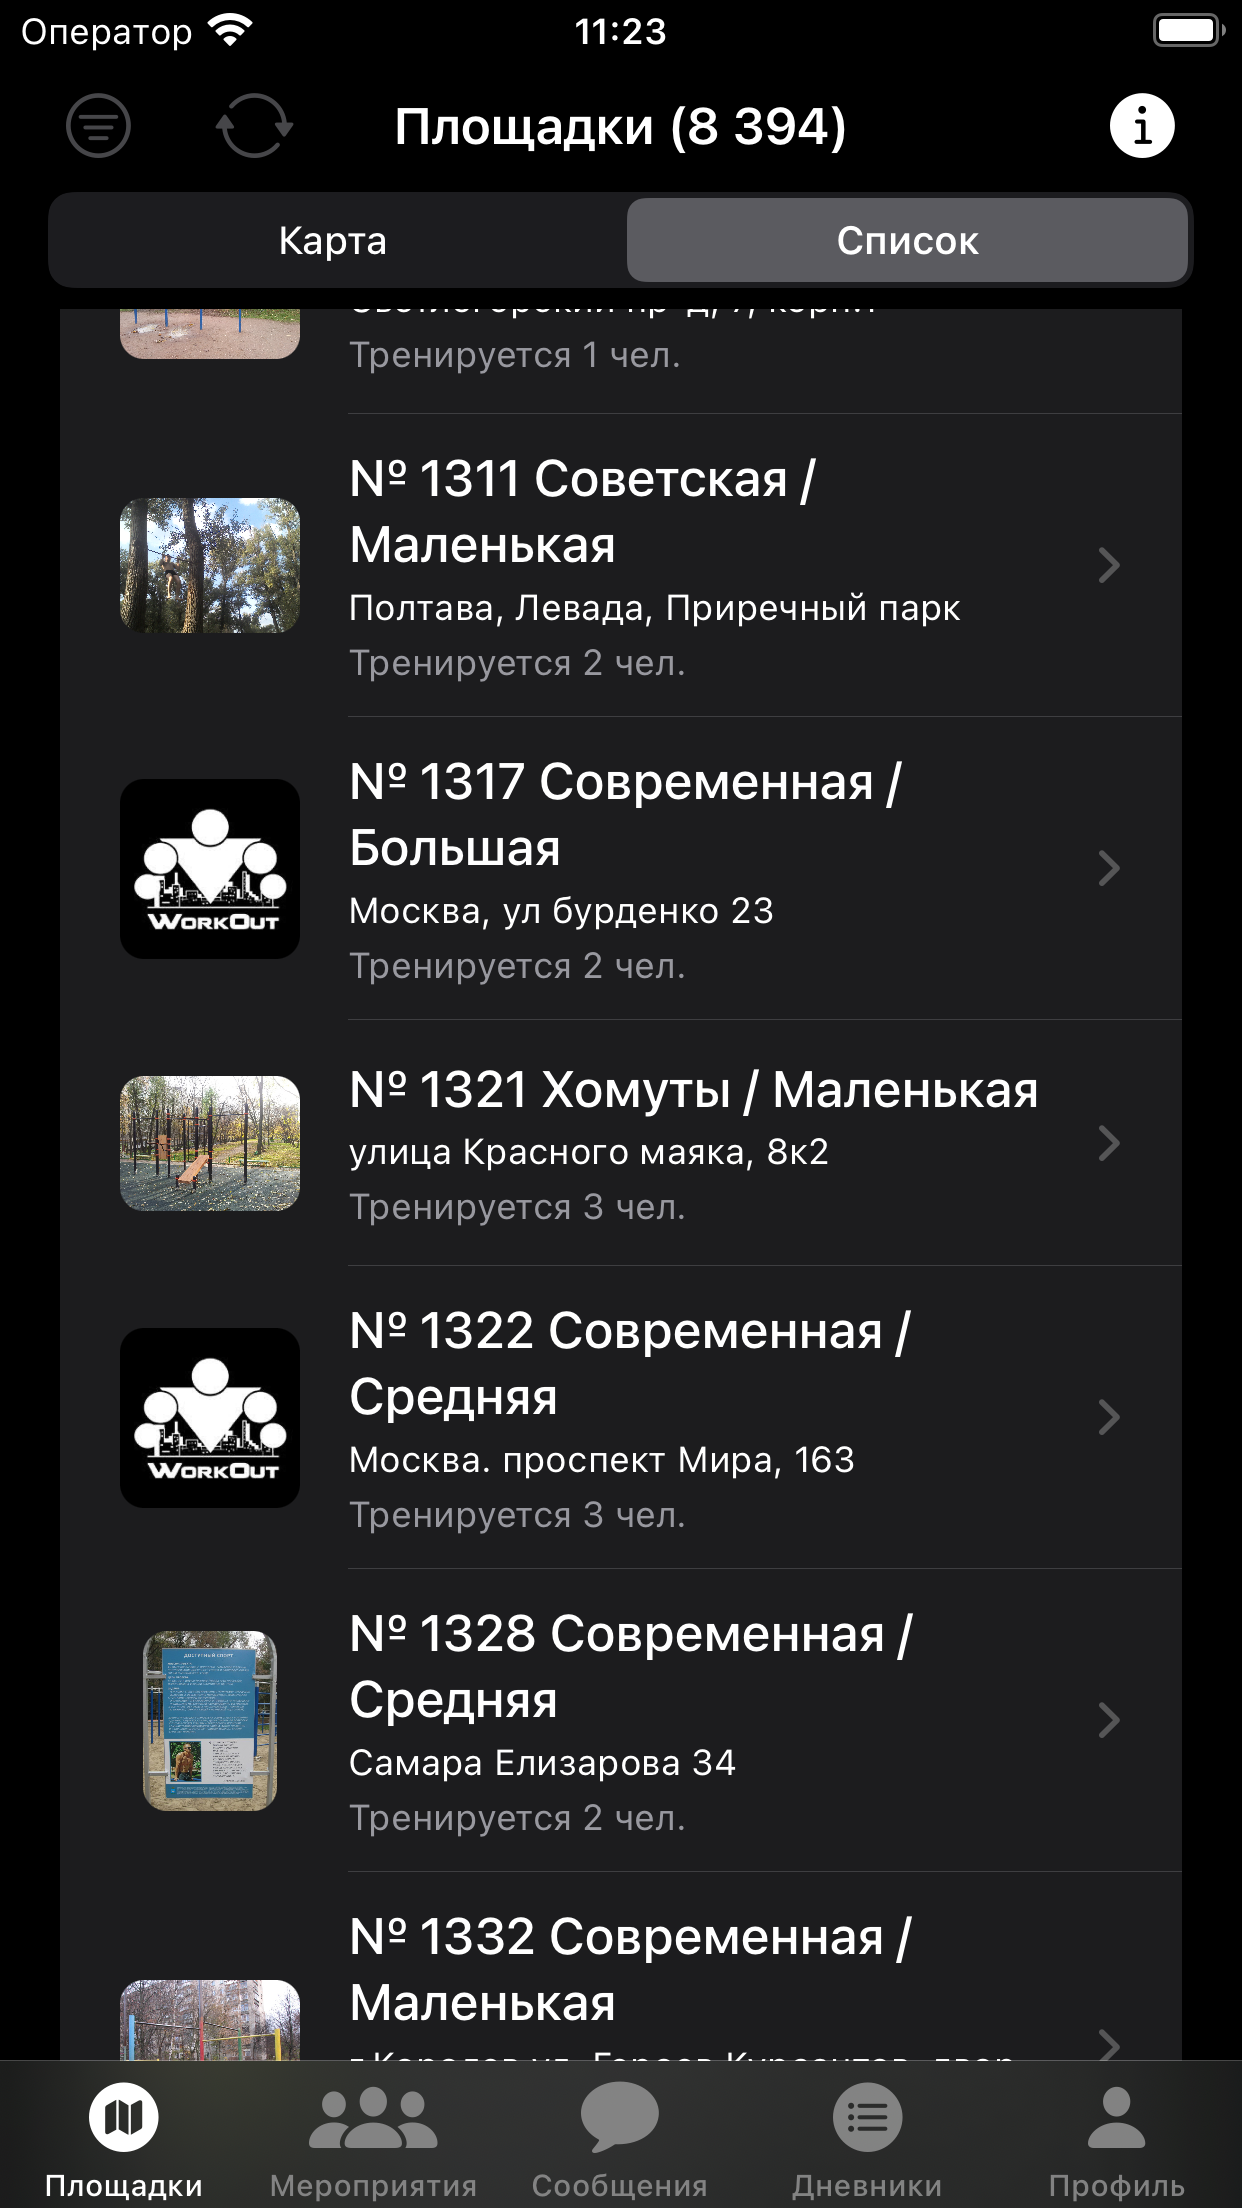 Оператор 11:23
Площадки (8 394)
Карта Список
Тренируется 1 чел.
№ 1311 Советская /
Маленькая
Полтава, Левада, Приречный парк
Тренируется 2 чел.
№ 1317 Современная /
Большая
WORKOUT
Москва, ул бурденко 23
Тренируется 2 чел.
№ 1321 Хомуты / Маленькая
улица Красного маяка, 8к2
Тренируется 3 чел.
№ 1322 Современная /
Средняя
WORKOUT
Москва. проспект Мира, 163
Тренируется 3 чел.
№ 1328 Современная /
Средняя
ДОСТУПНЫЙ СПОРТ
Самара Елизарова 34
Тренируется 2 чел.
№ 1332 Современная /
Маленькая
Площадки Мероприятия Сообщения Дневники Профиль